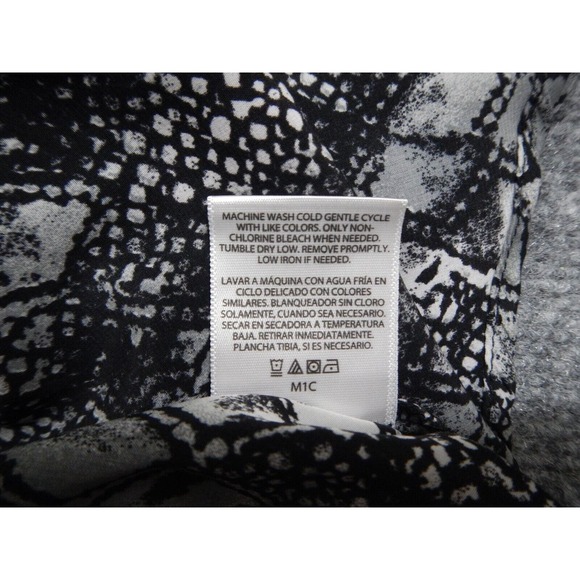 MACHINE WASH COLD GENTLE CYCLE
WITH LIKE COLORS. ONLY NON-
CHLORINE BLEACH WHEN NEEDED.
TUMBLE DRY LOW. REMOVE PROMPTLY.
LOW IRON IF NEEDED.
LAVAR A MÁQUINA CON AGUA FRÍA EN
CICLO DELICADO CON COLORES
SIMILARES. BLANQUEADOR SIN CLORO
SOLAMENTE, CUANDO SEA NECESARIO.
SECAR EN SECADORA A TEMPERATURA
BAJA. RETIRAR INMEDIATAMENTE.
PLANCHA TIBIA, SI ES NECESARIO.
M1C